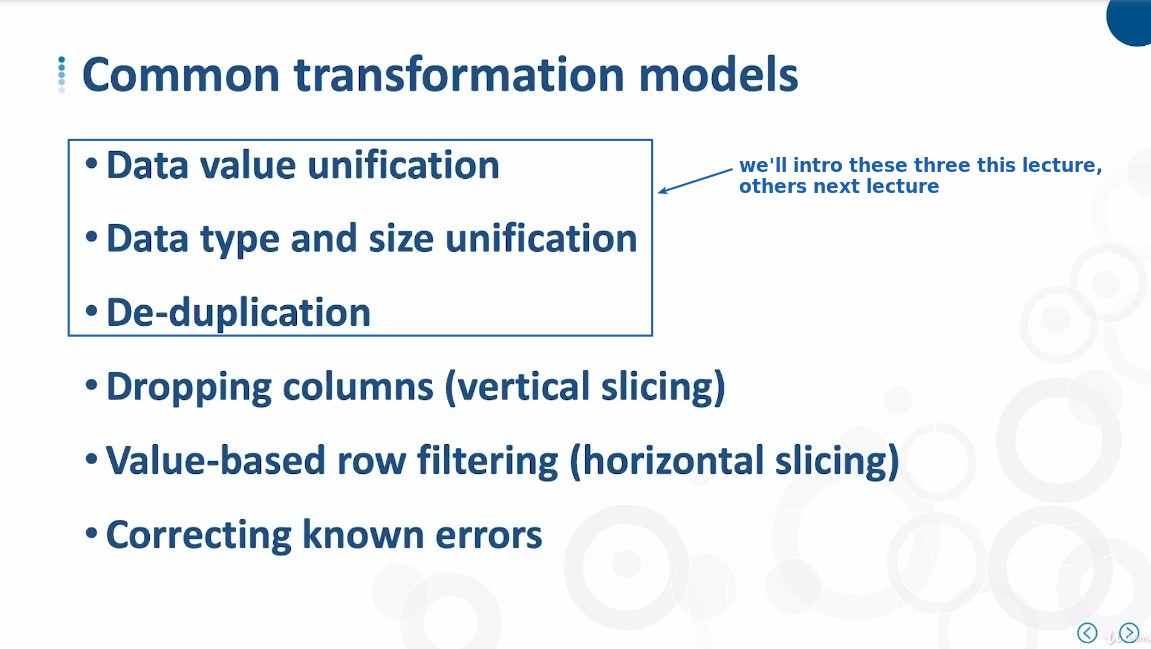 Common transformation models
• Data value unification
we'll intro these three this lecture,
others next lecture
• Data type and size unification
• De-duplication
• Dropping columns (vertical slicing)
• Value-based row filtering (horizontal slicing)
• Correcting known errors